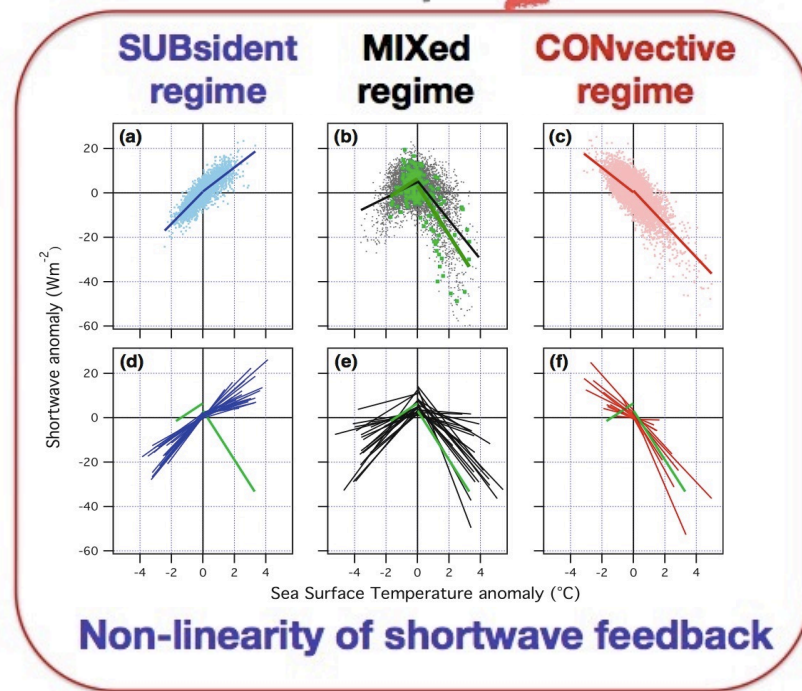 SUBsident
regime
MIXed
regime
CONvective
regime
(a)
(b)
(c)
20
0
-20
-40
-60
(d)
(e)
(f)
20
0
-20
-40
-60
Shortwave anomaly (Wm-2)
-4 -2 0 2 4
-4 -2 0 2 4
-4 -2 0 2 4
Sea Surface Temperature anomaly (°C)
Non-linearity of shortwave feedback